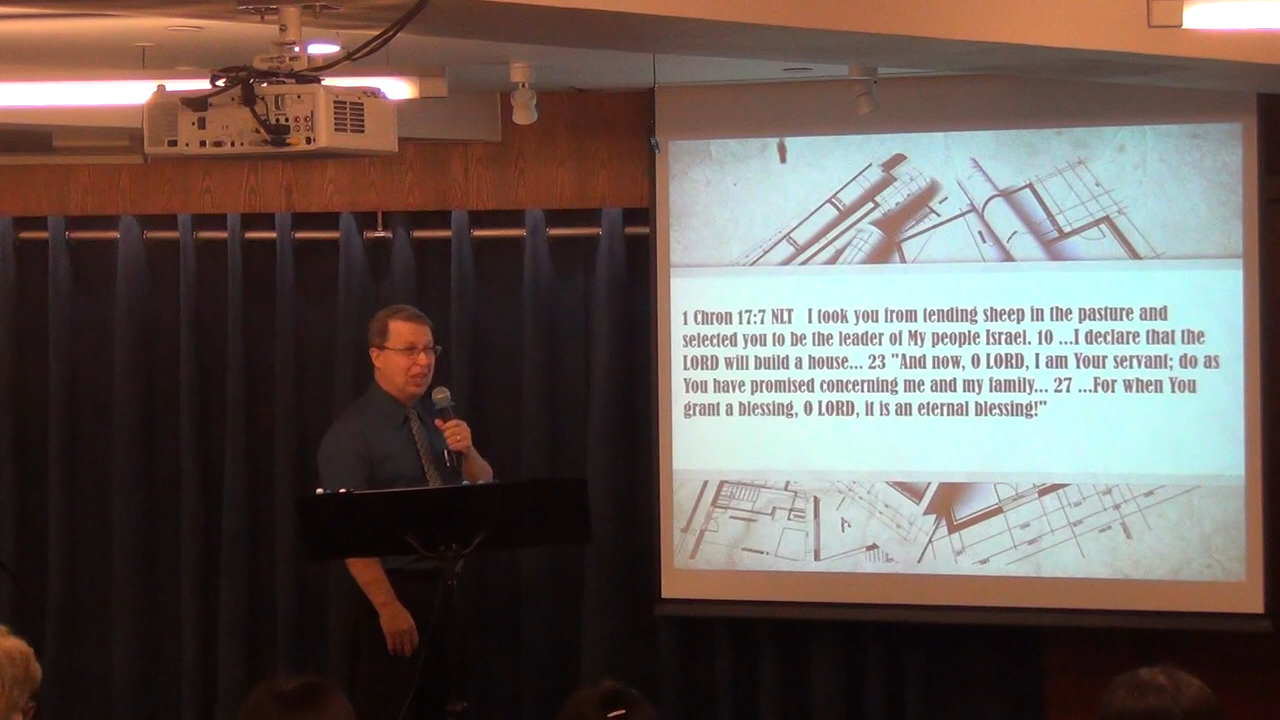 1 Chron 17:7 NLT I took you from tending sheep in the pasture and
selected you to be the leader of My people Israel. 10 ...I declare that the
LORD will build a house... 23 "And now, O LORD, I am Your servant; do as
You have promised concerning me and my family... 27 ...For when You
grant a blessing, O LORD, it is an eternal blessing!"